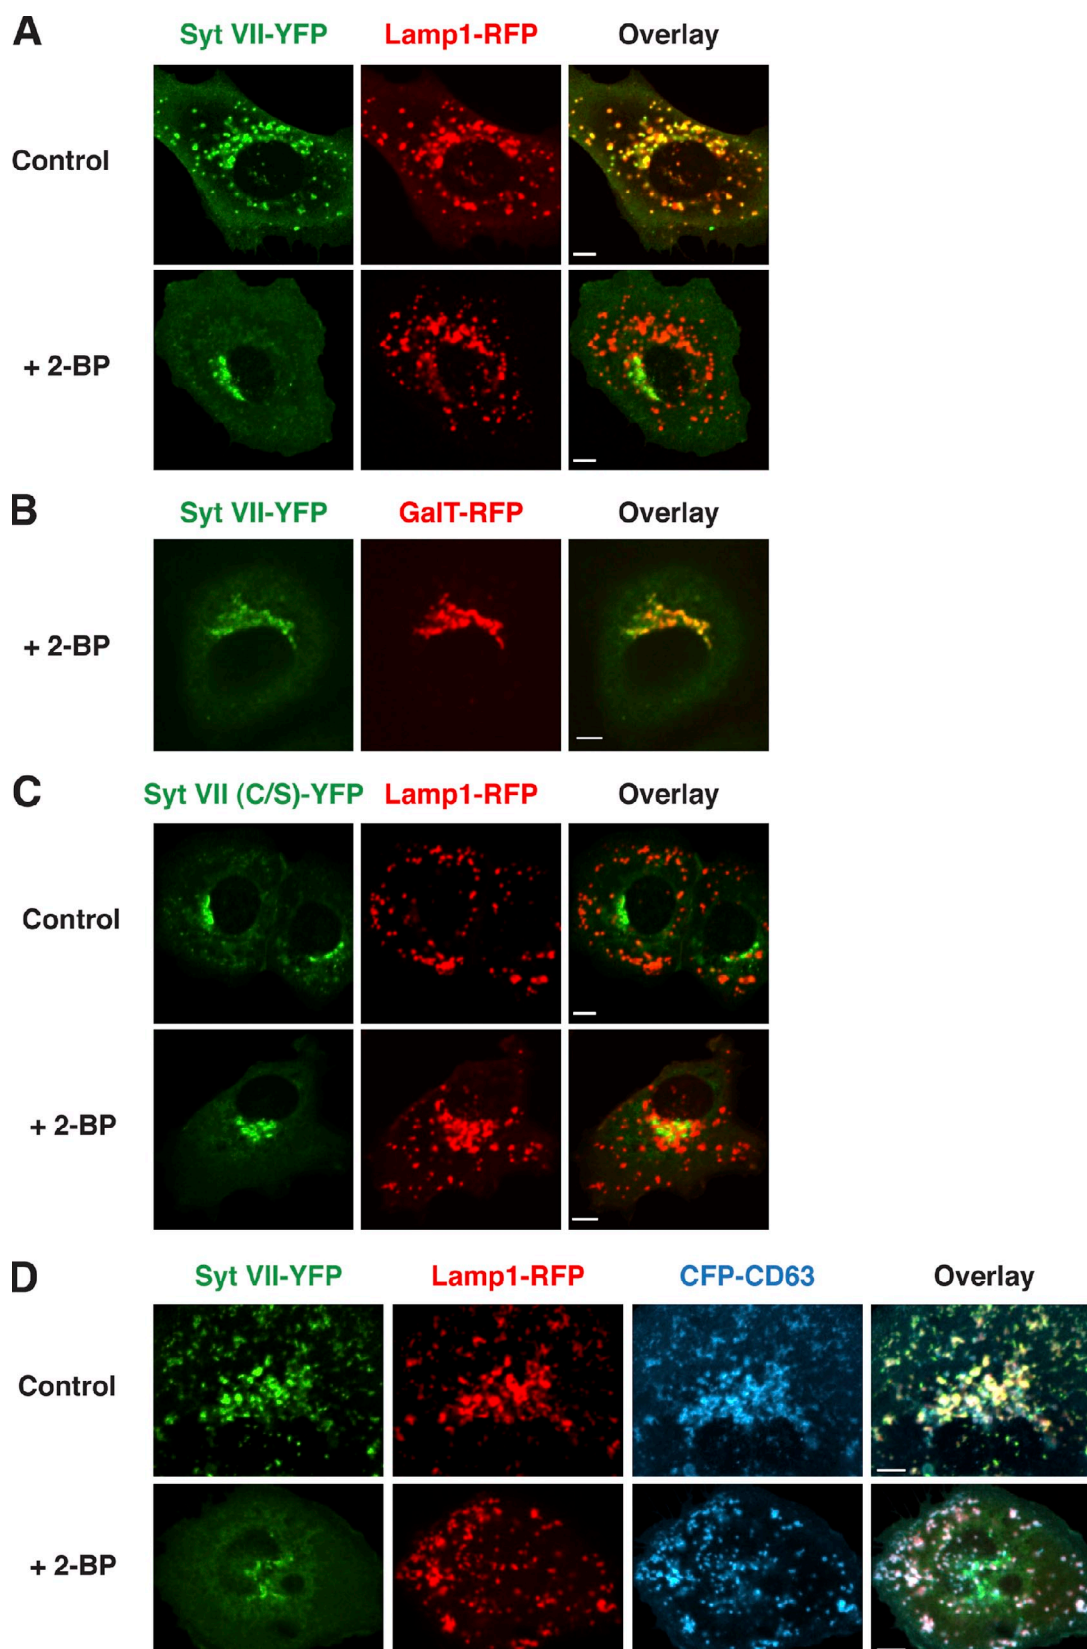 A
Syt VII-YFP Lamp1-RFP Overlay
Control
+ 2-BP
B
Syt VII-YFP GalT-RFP Overlay
+ 2-BP
C
Syt VII (C/S)-YFP Lamp1-RFP Overlay
Control
+ 2-BP
D
Syt VII-YFP Lamp1-RFP CFP-CD63 Overlay
Control
+ 2-BP